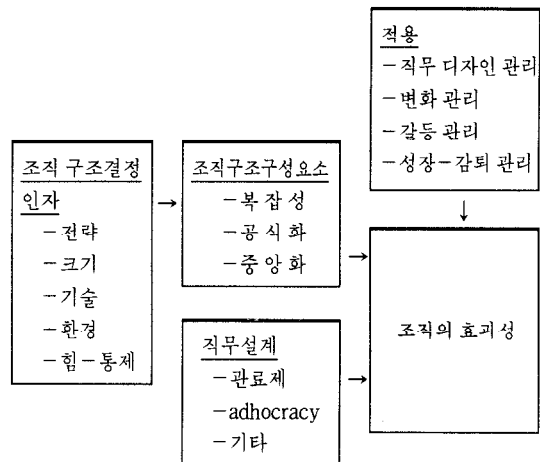 적용
-직무 디자인 관리
-변화 관리
-갈등 관리
-성장-감퇴 관리
조직 구조결정
인자
-전략
-크기
-기술
-환경
-힘-통제
조직구조구성요소
-복잡성
-공식화
-중앙화
직무설계
-관료제
-adhocracy
-기타
조직의 효과성